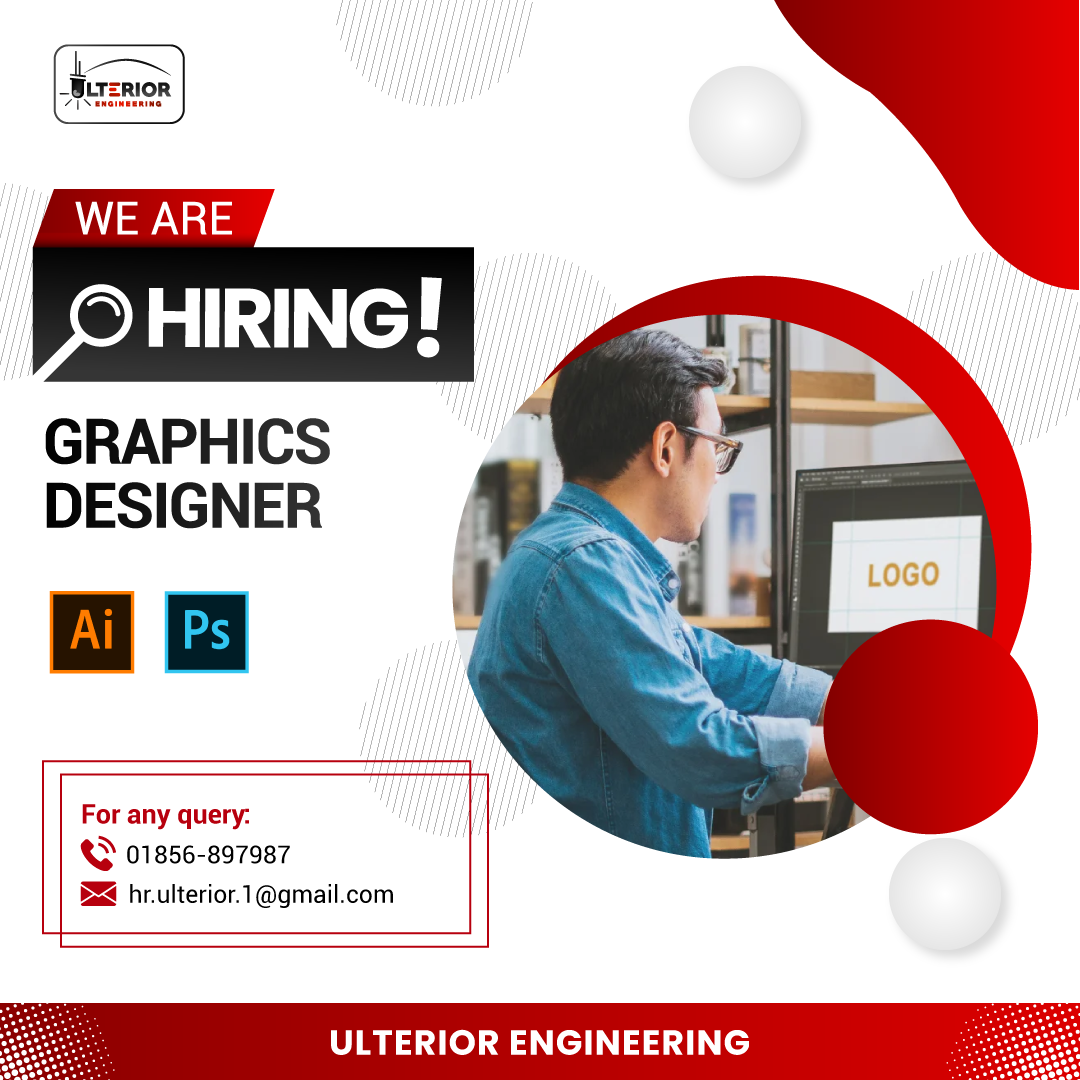 ULTERIOR
ENGINEERING
WE ARE
HIRING!
GRAPHICS
DESIGNER
Ai Ps
LOGO
For any query:
01856-897987
hr.ulterior.1@gmail.com
ULTERIOR ENGINEERING